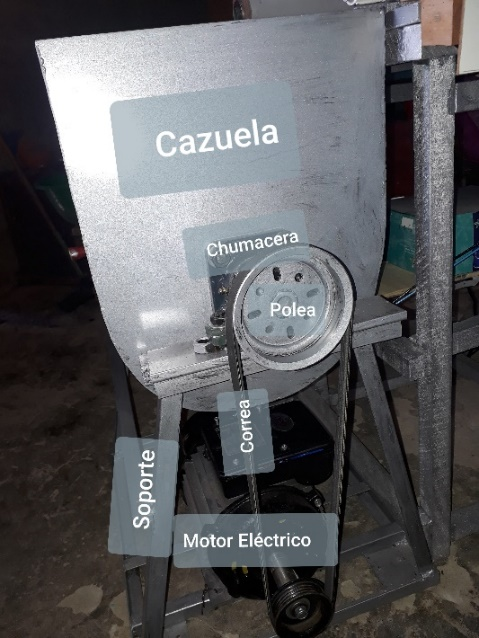 Cazuela
Chumacera
Polea
Correa
Soporte
Motor Eléctrico